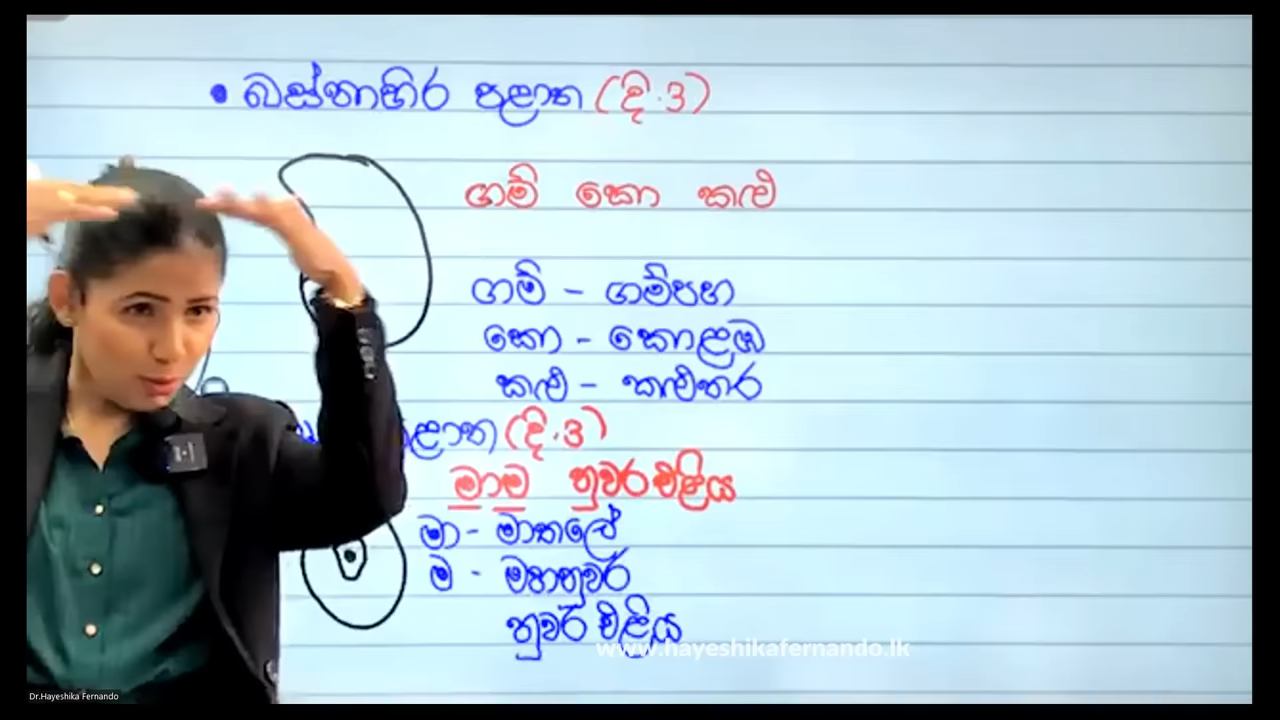 • බස්නාහිර පළාත (දි.3)
ගම් කො කළු
ගම් - ගම්පහ
කො - කොළඹ
කළු - කළුතර
පළාත (දි.3)
මාම නුවරඑළිය
මා - මාතලේ
ම - මහනුවර
නුවර එළිය
www.hayeshikafernando.lk
Dr.Hayeshika Fernando